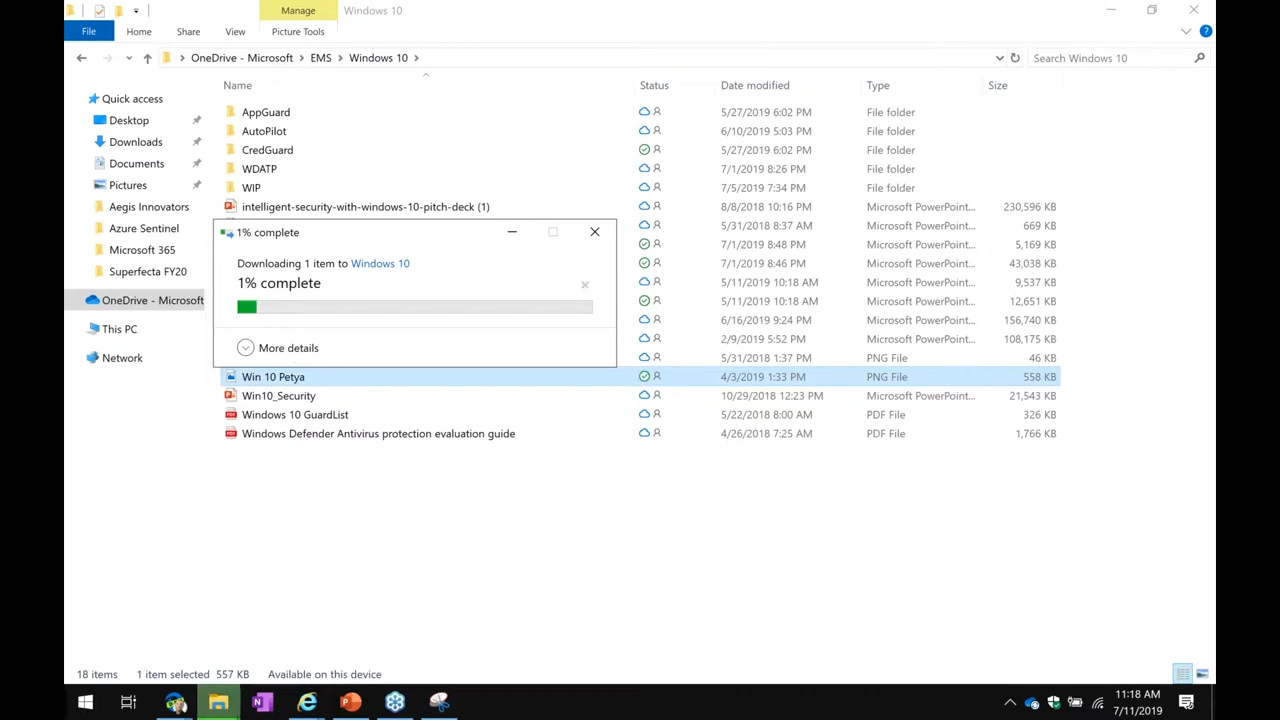 Manage
Windows 10
File
Home
Share
View
Picture Tools
OneDrive - Microsoft
EMS
Windows 10
Search Windows 10
Name
Status
Date modified
Type
Size
Quick access
Desktop
Downloads
Documents
Pictures
Aegis Innovators
Azure Sentinel
Microsoft 365
Superfecta FY20
OneDrive - Microsoft
This PC
Network
AppGuard 5/27/2019 6:02 PM File folder
AutoPilot 6/10/2019 5:03 PM File folder
CredGuard 5/27/2019 6:02 PM File folder
WDATP 7/1/2019 8:26 PM File folder
WIP 7/5/2019 7:34 PM File folder
intelligent-security-with-windows-10-pitch-deck (1) 8/8/2018 10:16 PM Microsoft PowerPoint... 230,596 KB
5/31/2018 8:37 AM Microsoft PowerPoint... 669 KB
7/1/2019 8:48 PM Microsoft PowerPoint... 5,169 KB
7/1/2019 8:46 PM Microsoft PowerPoint... 43,038 KB
5/11/2019 10:18 AM Microsoft PowerPoint... 9,537 KB
5/11/2019 10:18 AM Microsoft PowerPoint... 12,651 KB
6/16/2019 9:24 PM Microsoft PowerPoint... 156,740 KB
2/9/2019 5:52 PM Microsoft PowerPoint... 108,175 KB
5/31/2018 1:37 PM PNG File 46 KB
Win 10 Petya 4/3/2019 1:33 PM PNG File 558 KB
Win10_Security 10/29/2018 12:23 PM Microsoft PowerPoint... 21,543 KB
Windows 10 GuardList 5/22/2018 8:00 AM PDF File 326 KB
Windows Defender Antivirus protection evaluation guide 4/26/2018 7:25 AM PDF File 1,766 KB
1% complete
Downloading 1 item to Windows 10
1% complete
More details
18 items
1 item selected 557 KB
Available on this device
11:18 AM
7/11/2019